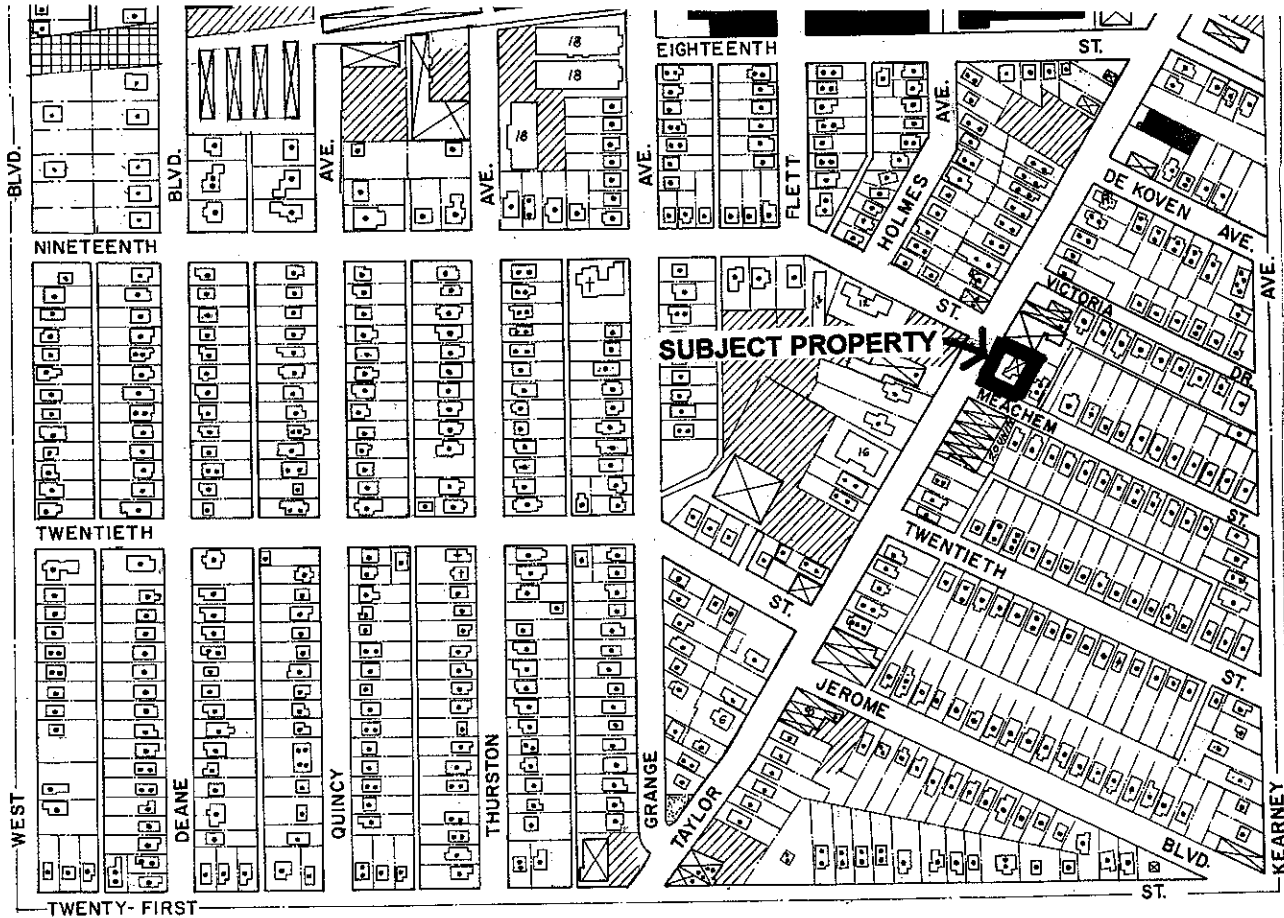 EIGHTEENTH ST.
18
18
18
BLVD.
BLVD.
AVE.
AVE.
AVE.
FLETT
HOLMES
AVE.
DE KOVEN AVE.
AVE.
NINETEENTH
ST.
12
VICTORIA DR.
SUBJECT PROPERTY
MEACHEM ST.
16
TWENTIETH
ST.
TWENTIETH ST.
6
JEROME BLVD.
WEST
DEANE
QUINCY
THURSTON
GRANGE
TAYLOR
KEARNEY
TWENTY-FIRST
ST.